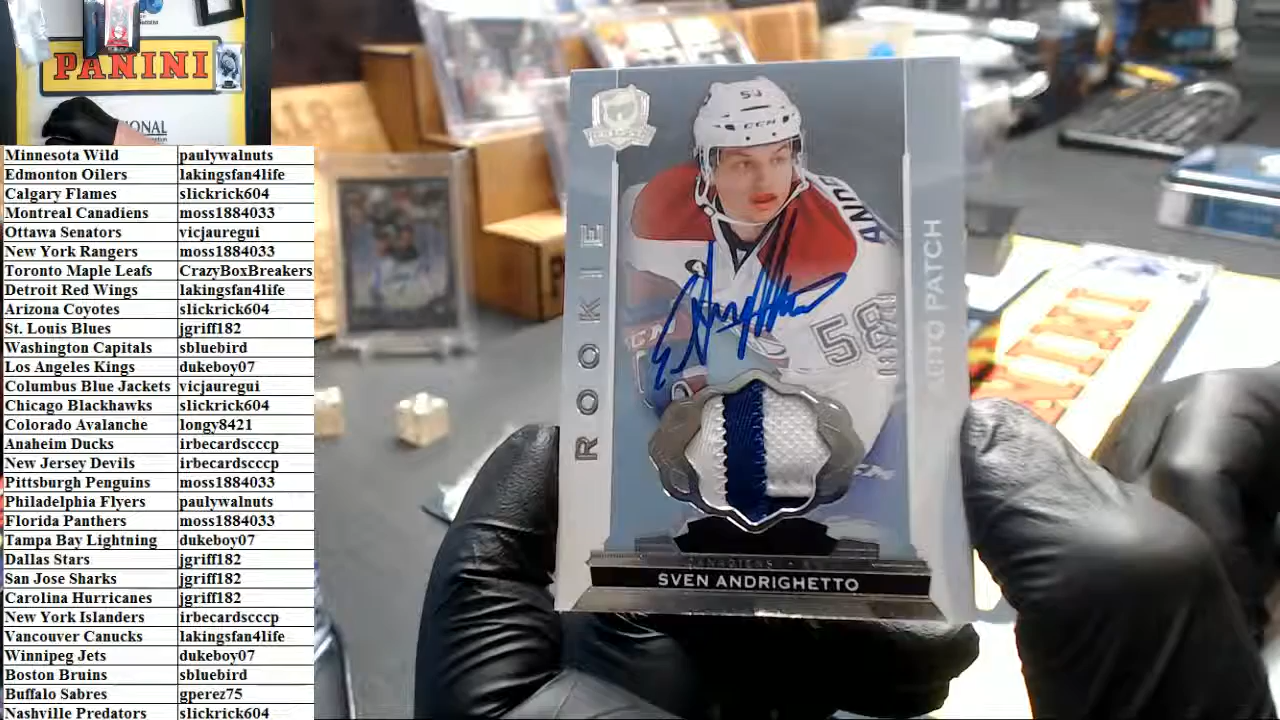 PANINI
Minnesota Wild paulywalnuts
Edmonton Oilers lakingsfan4life
Calgary Flames slickrick604
Montreal Canadiens moss1884033
Ottawa Senators vicjauregui
New York Rangers moss1884033
Toronto Maple Leafs CrazyBoxBreakers
Detroit Red Wings lakingsfan4life
Arizona Coyotes slickrick604
St. Louis Blues jgriff182
Washington Capitals sbluebird
Los Angeles Kings dukeboy07
Columbus Blue Jackets vicjauregui
Chicago Blackhawks slickrick604
Colorado Avalanche longy8421
Anaheim Ducks irbecardscccp
New Jersey Devils irbecardscccp
Pittsburgh Penguins moss1884033
Philadelphia Flyers paulywalnuts
Florida Panthers moss1884033
Tampa Bay Lightning dukeboy07
Dallas Stars jgriff182
San Jose Sharks jgriff182
Carolina Hurricanes jgriff182
New York Islanders irbecardscccp
Vancouver Canucks lakingsfan4life
Winnipeg Jets dukeboy07
Boston Bruins sbluebird
Buffalo Sabres gperez75
Nashville Predators slickrick604
CCM
ROOKIE
AUTO PATCH
58
CANADIENS
SVEN ANDRIGHETTO